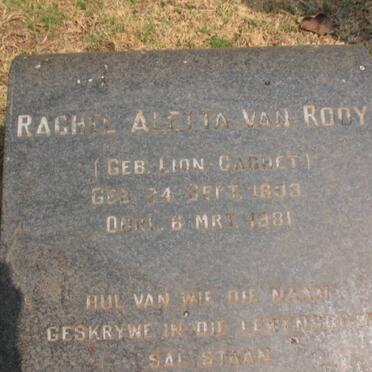 RACHEL ALETTA VAN ROOY
(GEB. LION CACHET)
GEB. 24 SEPT. 1893
OORL. 6 MRT. 1981
HUL VAN WIE DIE NAAM
GESKRYWE IN DIE LEWENSBOEK
SAL STAAN